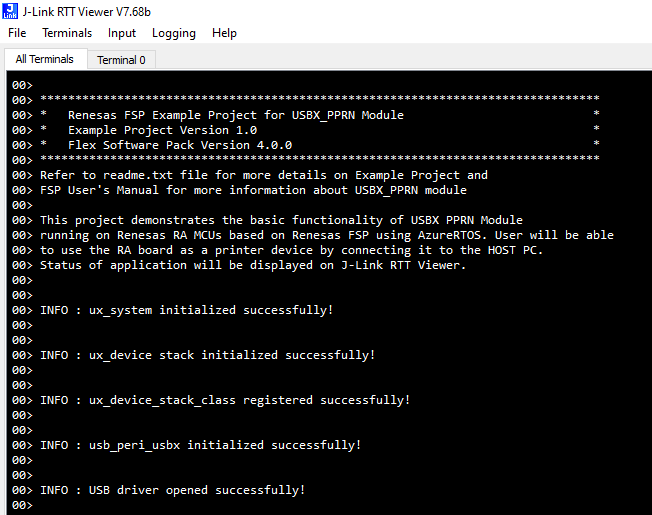 J-Link RTT Viewer V7.68b
File Terminals Input Logging Help
All Terminals Terminal 0
00>
00> ********************************************************************************
00> *   Renesas FSP Example Project for USBX_PPRN Module                           *
00> *   Example Project Version 1.0                                                *
00> *   Flex Software Pack Version 4.0.0                                           *
00> ********************************************************************************
00> Refer to readme.txt file for more details on Example Project and
00> FSP User's Manual for more information about USBX_PPRN module
00>
00> This project demonstrates the basic functionality of USBX PPRN Module
00> running on Renesas RA MCUs based on Renesas FSP using AzureRTOS. User will be able
00> to use the RA board as a printer device by connecting it to the HOST PC.
00> Status of application will be displayed on J-Link RTT Viewer.
00>
00>
00> INFO : ux_system initialized successfully!
00>
00>
00> INFO : ux_device stack initialized successfully!
00>
00>
00> INFO : ux_device_stack_class registered successfully!
00>
00>
00> INFO : usb_peri_usbx initialized successfully!
00>
00>
00> INFO : USB driver opened successfully!
00>